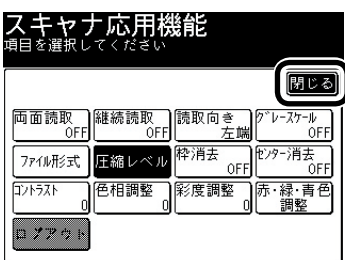 スキャナ応用機能
項目を選択してください
閉じる
両面読取
OFF
継続読取
OFF
読取向き
左端
グレースケール
OFF
ファイル形式
圧縮レベル
枠消去
OFF
センター消去
OFF
コントラスト
0
色相調整
0
彩度調整
0
赤・緑・青色
調整
ログアウト